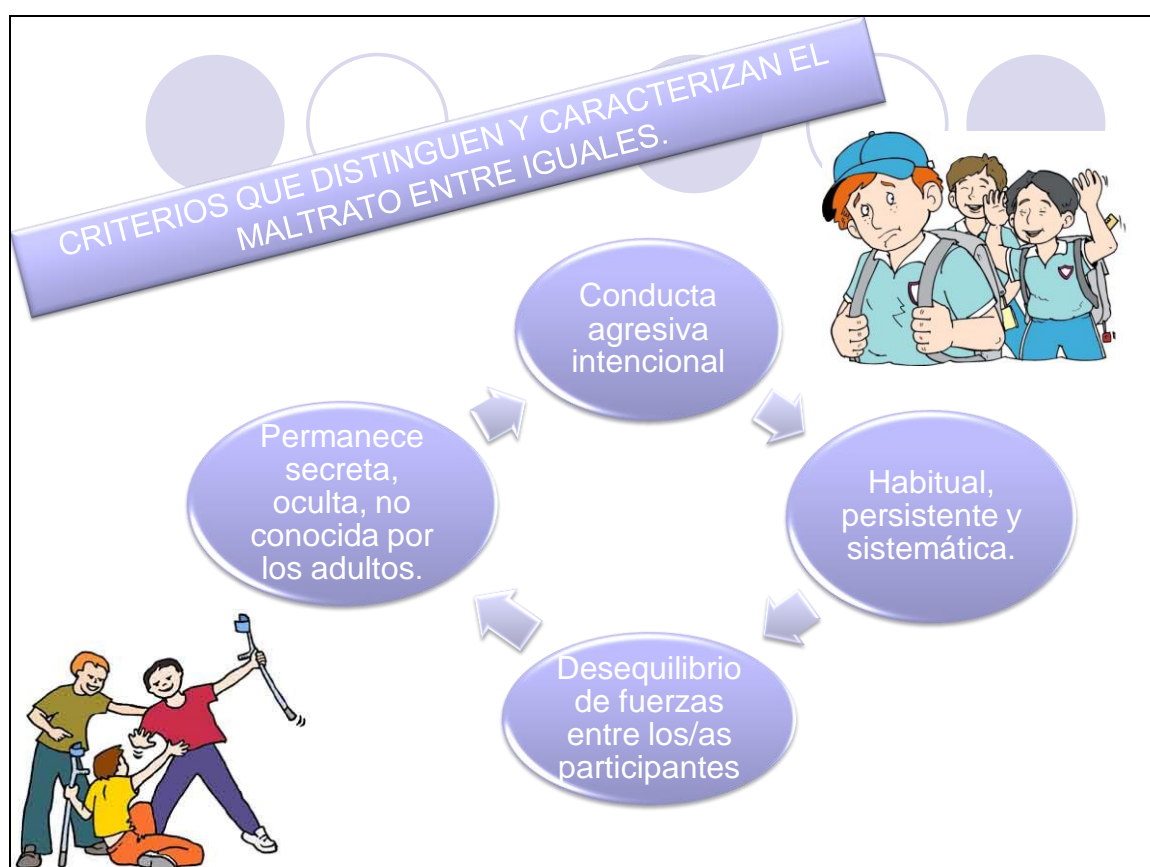 CRITERIOS QUE DISTINGUEN Y CARACTERIZAN EL
MALTRATO ENTRE IGUALES.
Conducta
agresiva
intencional
Habitual,
persistente y
sistemática.
Desequilibrio
de fuerzas
entre los/as
participantes
Permanece
secreta,
oculta, no
conocida por
los adultos.